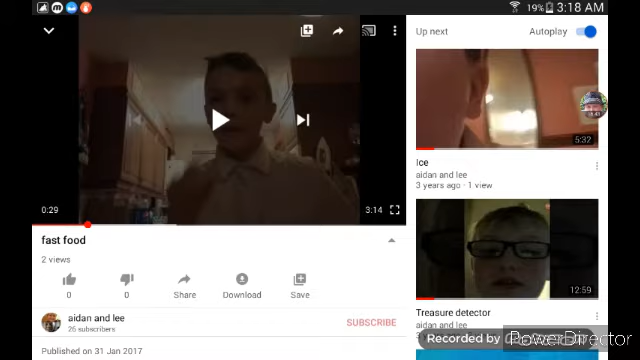 19% 3:18 AM
0:29
3:14
fast food
2 views
0
0
Share
Download
Save
aidan and lee
26 subscribers
SUBSCRIBE
Published on 31 Jan 2017
Up next
Autoplay
5:32
Ice
aidan and lee
3 years ago · 1 view
12:59
Treasure detector
aidan and lee
Recorded by
PowerDirector